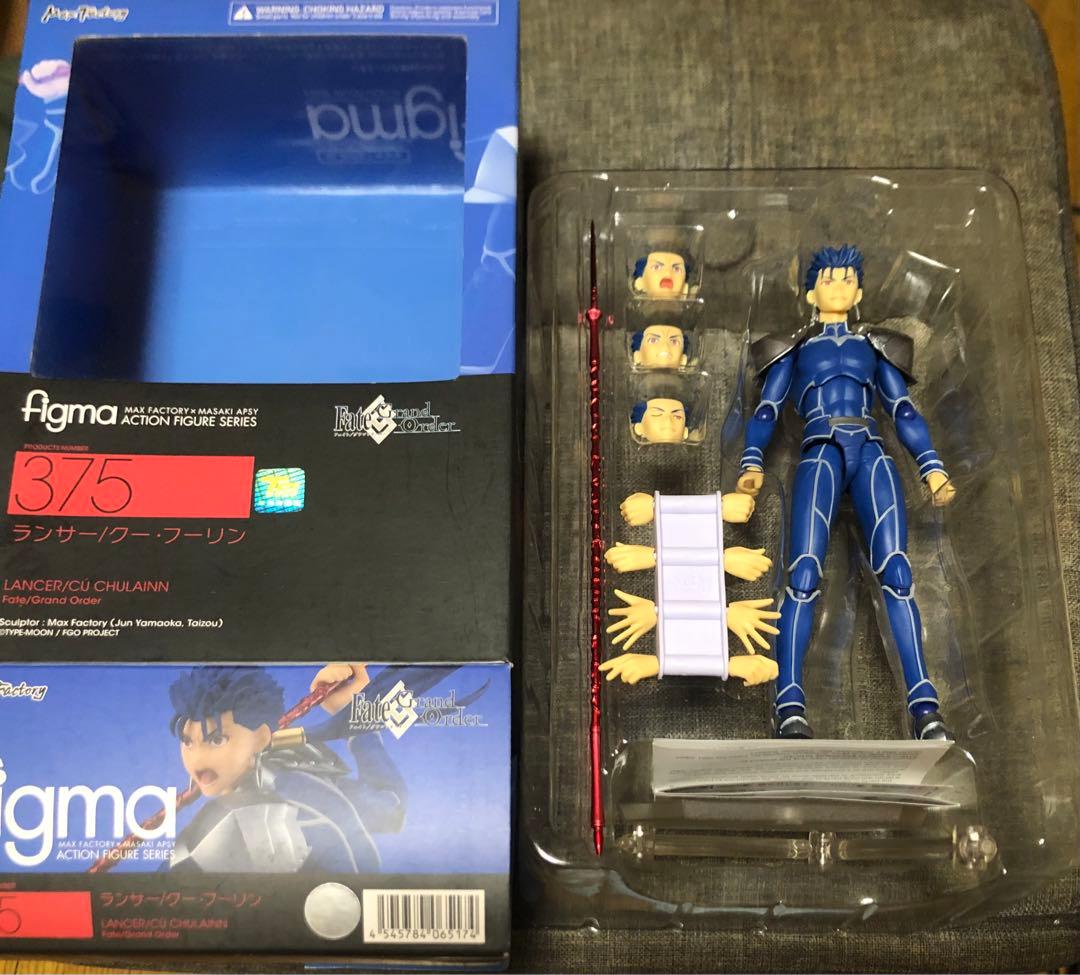 Max Factory
WARNING: CHOKING HAZARD
figma
figma MAX FACTORY×MASAKI APSY
ACTION FIGURE SERIES
Fate Grand Order
PRODUCTS NUMBER
375
ランサー/クー・フーリン
LANCER/CÚ CHULAINN
Fate/Grand Order
Sculptor : Max Factory (Jun Yamaoka, Taizou)
©TYPE-MOON / FGO PROJECT
Factory
Fate Grand Order
figma
MAX FACTORY×MASAKI APSY
ACTION FIGURE SERIES
5
ランサー/クー・フーリン
LANCER/CÚ CHULAINN
Fate/Grand Order
4 545784 065174